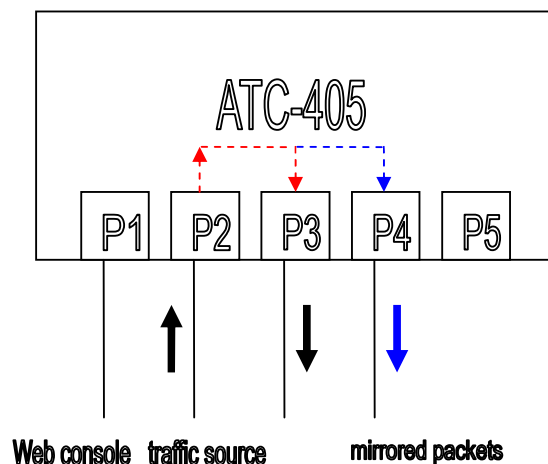 ATC-405
P1 P2 P3 P4 P5
Web console traffic source mirrored packets